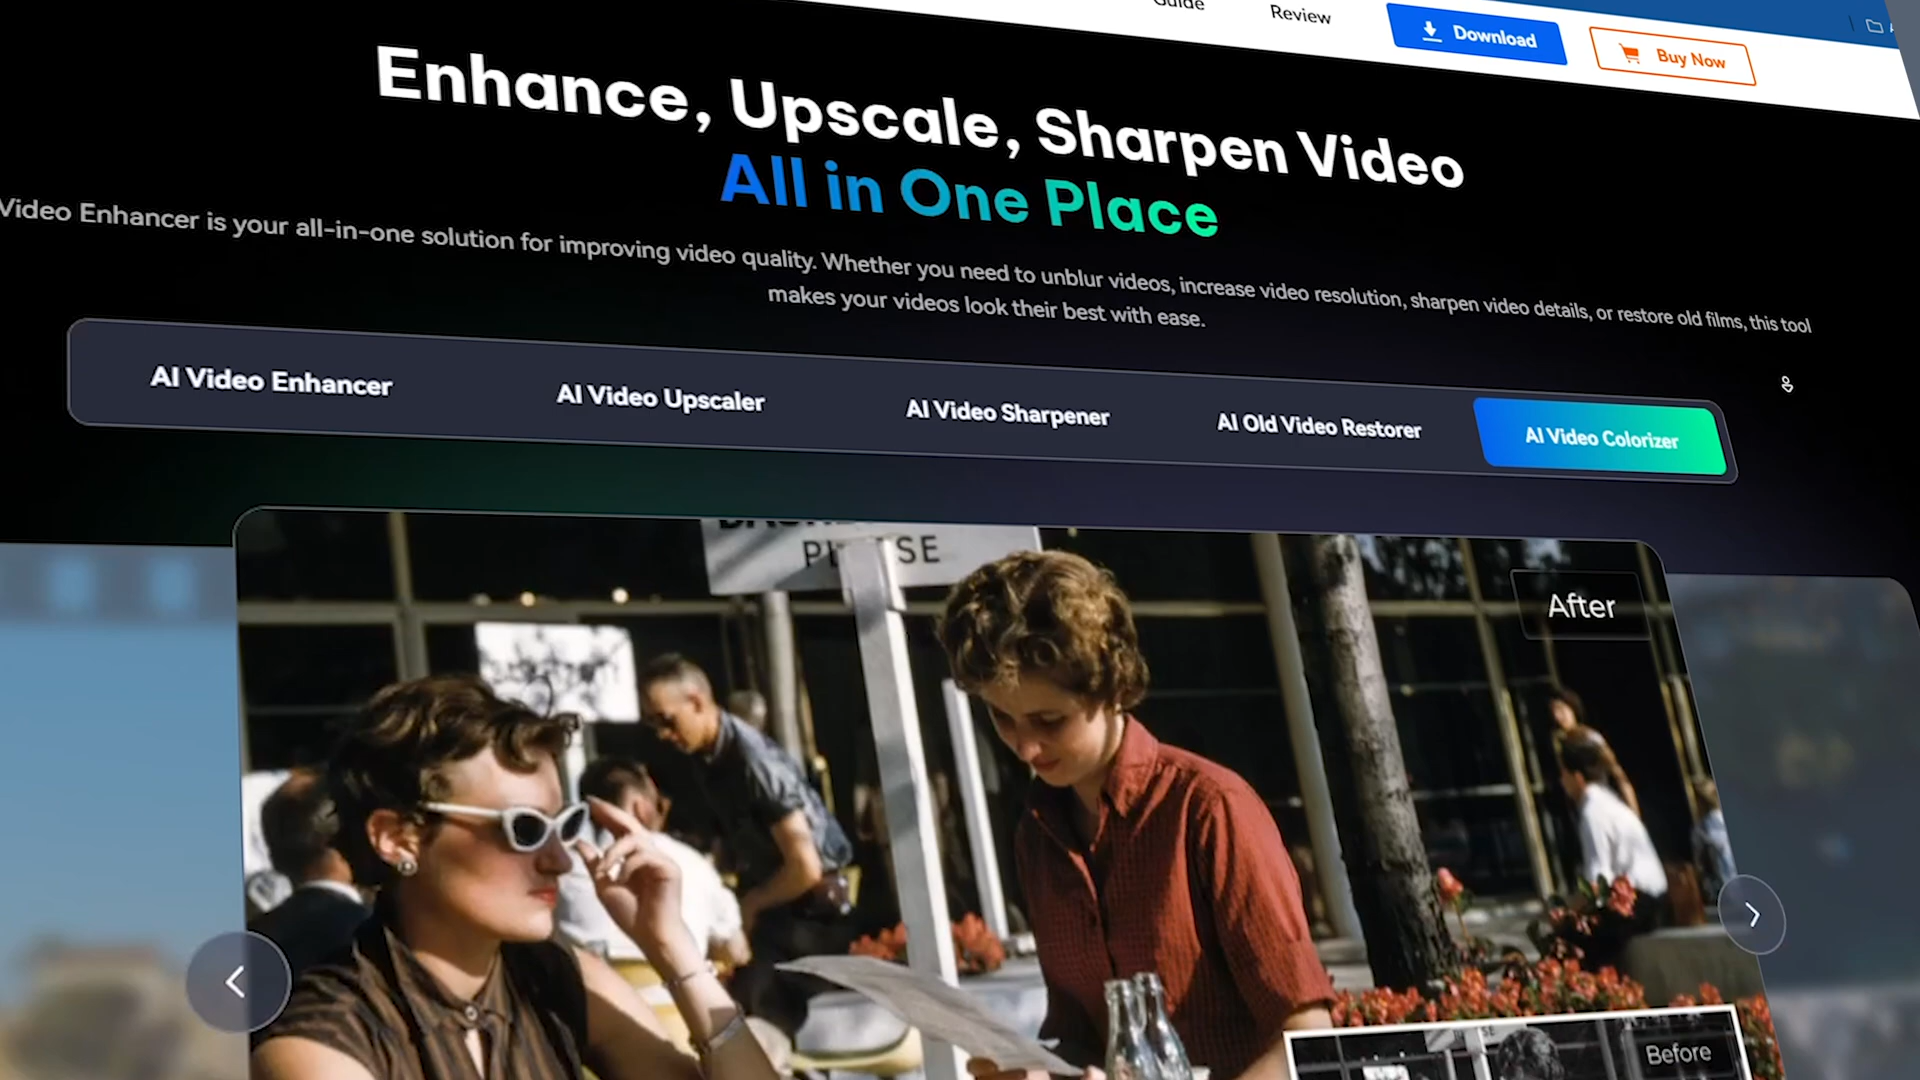 Guide
Review
Download
Buy Now
Enhance, Upscale, Sharpen Video
All in One Place
Video Enhancer is your all-in-one solution for improving video quality. Whether you need to unblur videos, increase video resolution, sharpen video details, or restore old films, this tool
makes your videos look their best with ease.
AI Video Enhancer
AI Video Upscaler
AI Video Sharpener
AI Old Video Restorer
AI Video Colorizer
After
Before